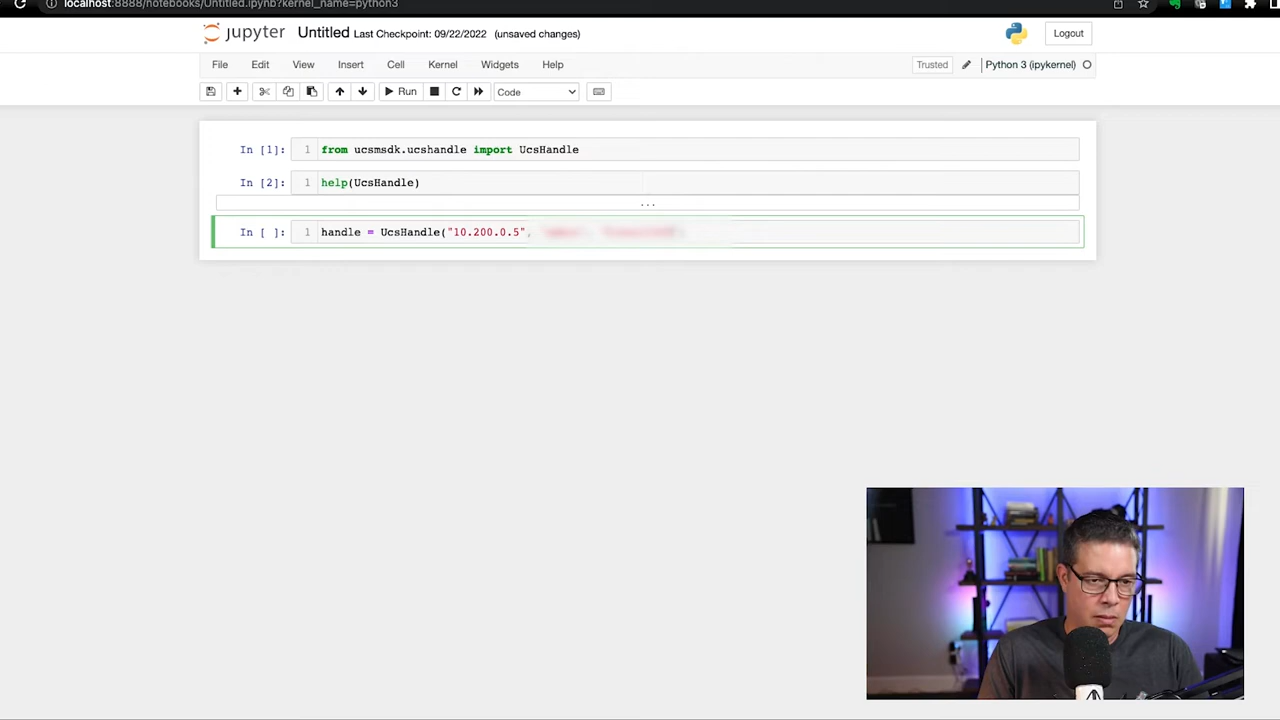 localhost:8888/notebooks/Untitled.ipynb?kernel_name=python3
jupyter Untitled Last Checkpoint: 09/22/2022 (unsaved changes)
Logout
File Edit View Insert Cell Kernel Widgets Help
Trusted Python 3 (ipykernel)
Run Code
In [1]: 1 from ucsmsdk.ucshandle import UcsHandle
In [2]: 1 help(UcsHandle)
...
In [ ]: 1 handle = UcsHandle("10.200.0.5",